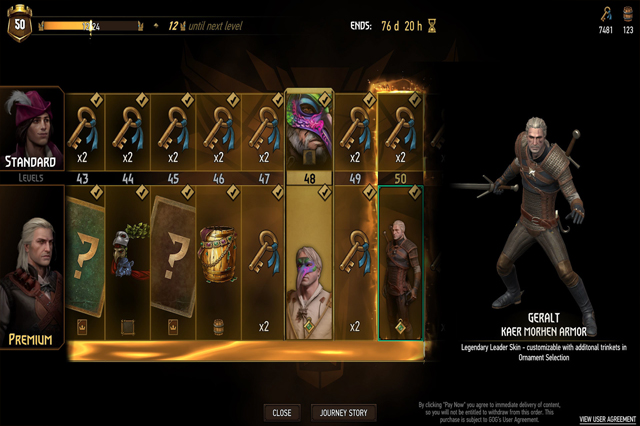 50
12/24
12 until next level
ENDS: 76 d 20 h
7481 123
STANDARD
x2 x2 x2 x2 x2 x2
LEVELS 43 44 45 46 47 48 49 50
PREMIUM
x2 x2
GERALT
KAER MORHEN ARMOR
Legendary Leader Skin - customizable with additonal trinkets in
Ornament Selection
CLOSE JOURNEY STORY
By clicking "Pay Now" you agree to immediate delivery of content,
so you will not be entitled to withdraw from this order. This
purchase is subject to GOG's User Agreement.
VIEW USER AGREEMENT